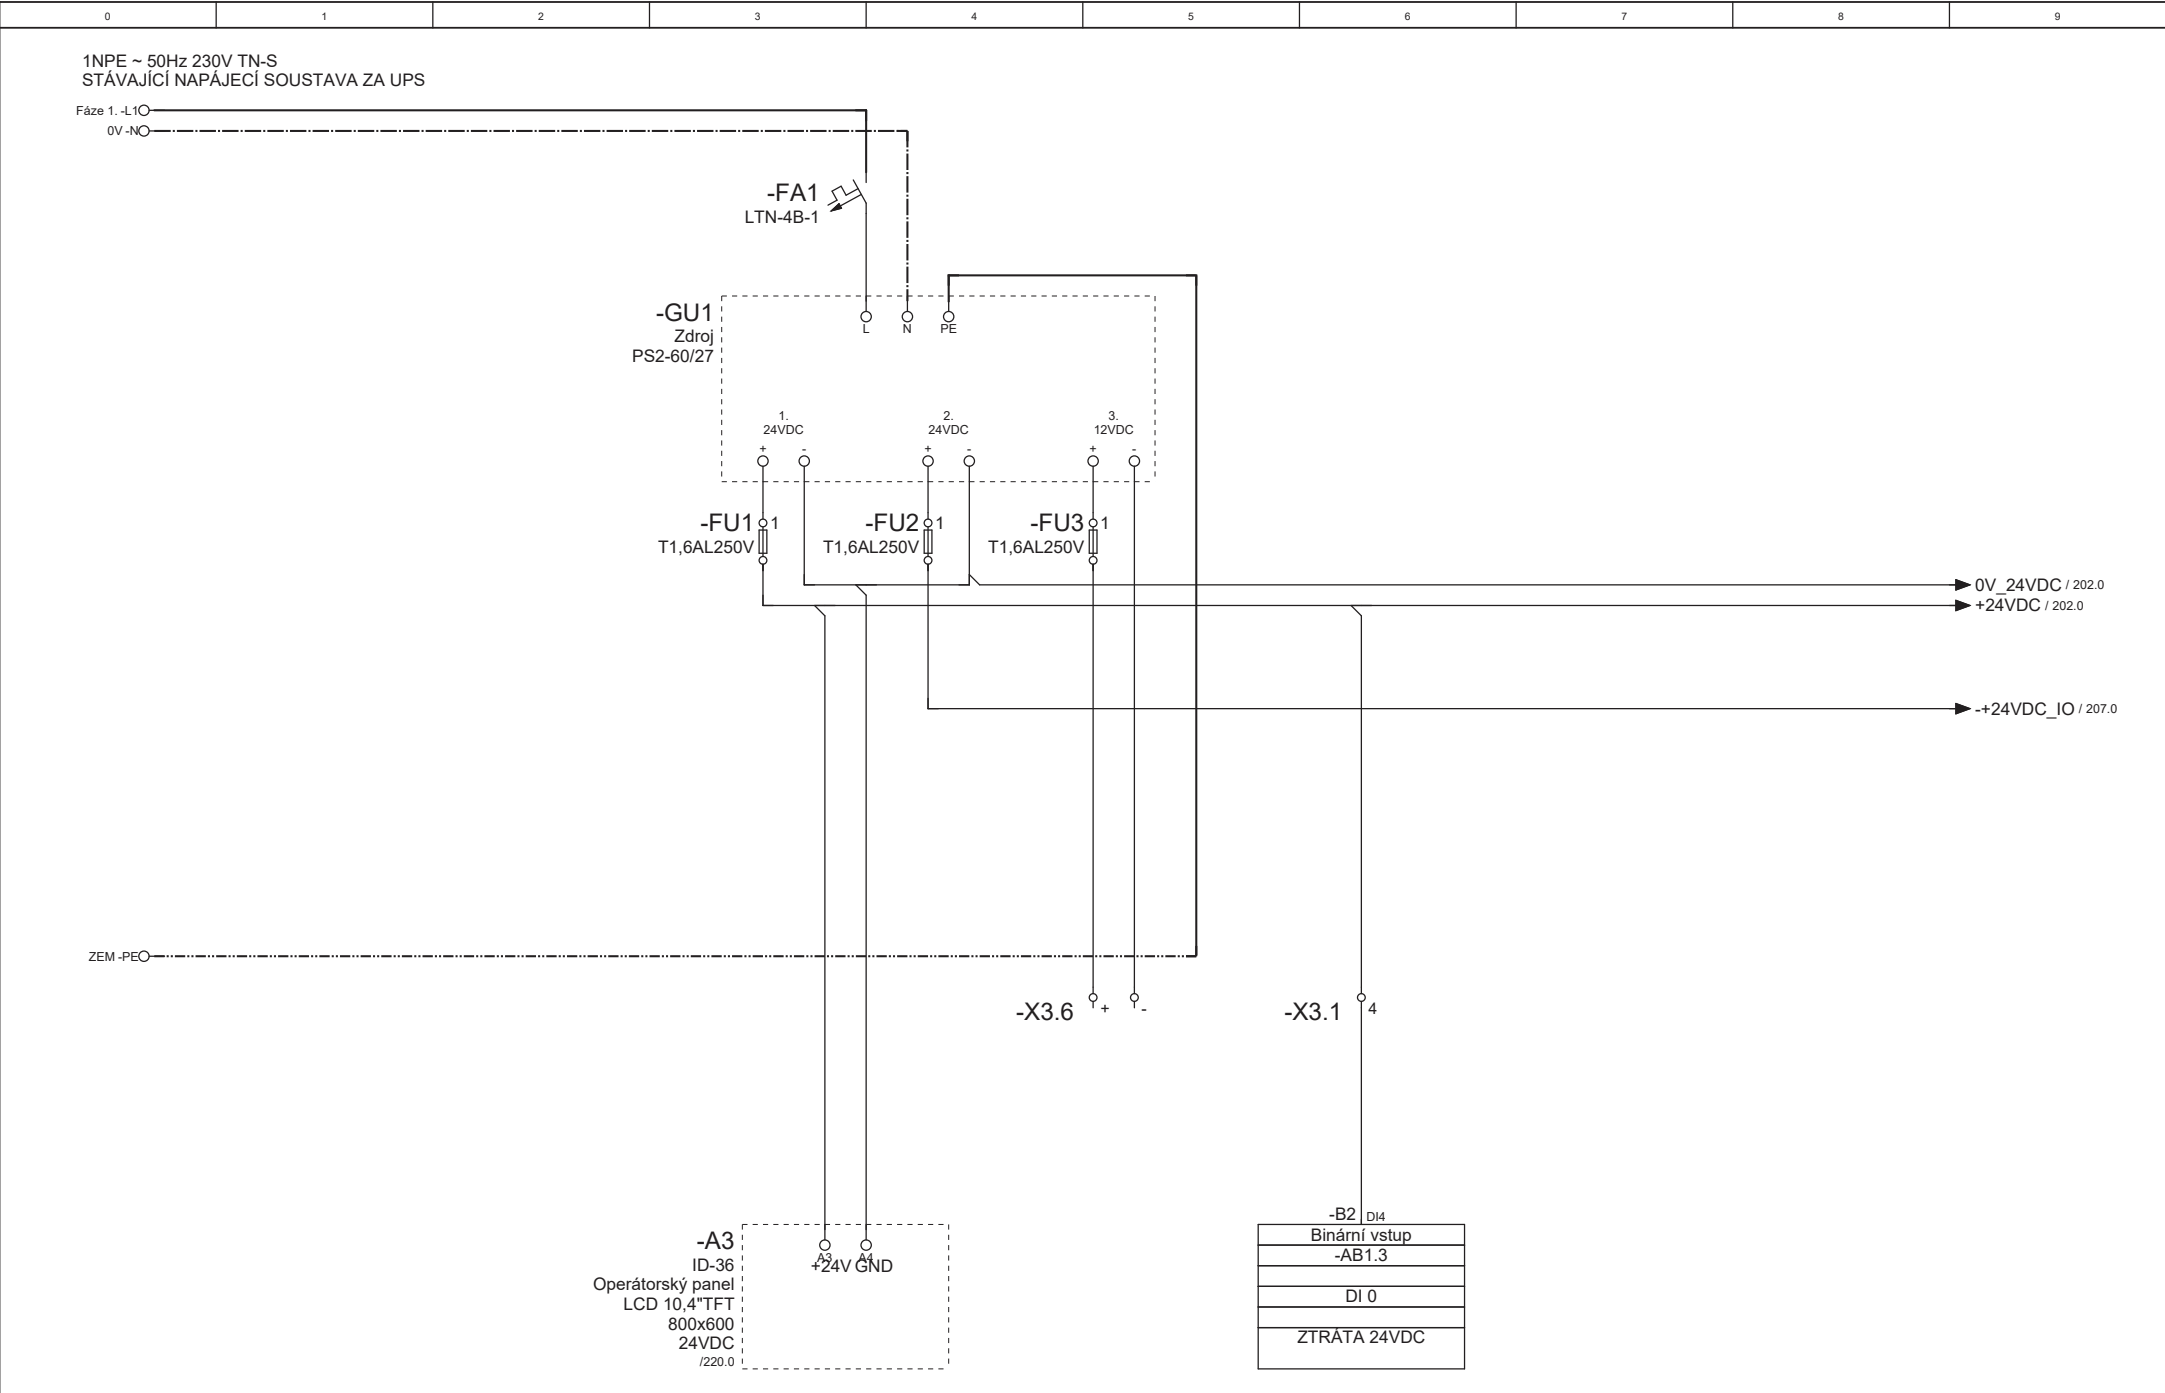 0 1 2 3 4 5 6 7 8 9
1NPE ~ 50Hz 230V TN-S
STÁVAJÍCÍ NAPÁJECÍ SOUSTAVA ZA UPS
Fáze 1. -L1
0V -N
-FA1
LTN-4B-1
-GU1
Zdroj
PS2-60/27
L N PE
1. 2. 3.
24VDC 24VDC 12VDC
+ - + - + -
-FU1 1 -FU2 1 -FU3 1
T1,6AL250V T1,6AL250V T1,6AL250V
0V_24VDC / 202.0
+24VDC / 202.0
-+24VDC_IO / 207.0
ZEM -PE
-X3.6 + - -X3.1 4
-A3
ID-36
Operátorský panel
LCD 10,4"TFT
800x600
24VDC
/220.0
A3 A4
+24V GND
-B2 DI4
Binární vstup
-AB1.3
DI 0
ZTRÁTA 24VDC